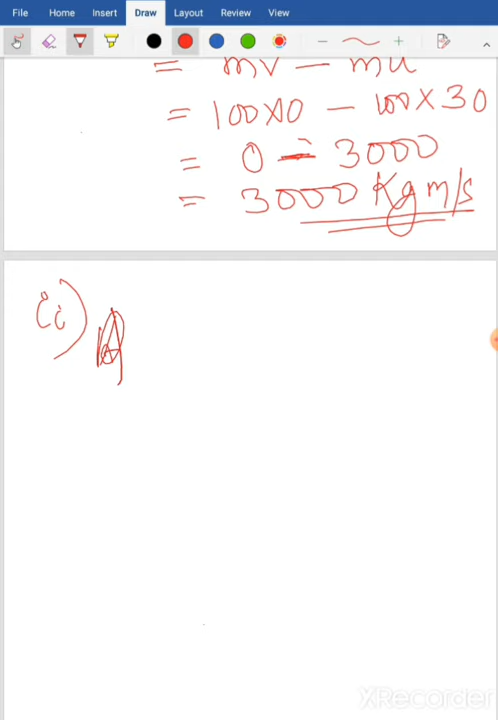 File Home Insert Draw Layout Review View
= mv - mu
= 100×0 - 100×30
= 0 - 3000
= 3000 Kg m/s
ii)
XRecorder